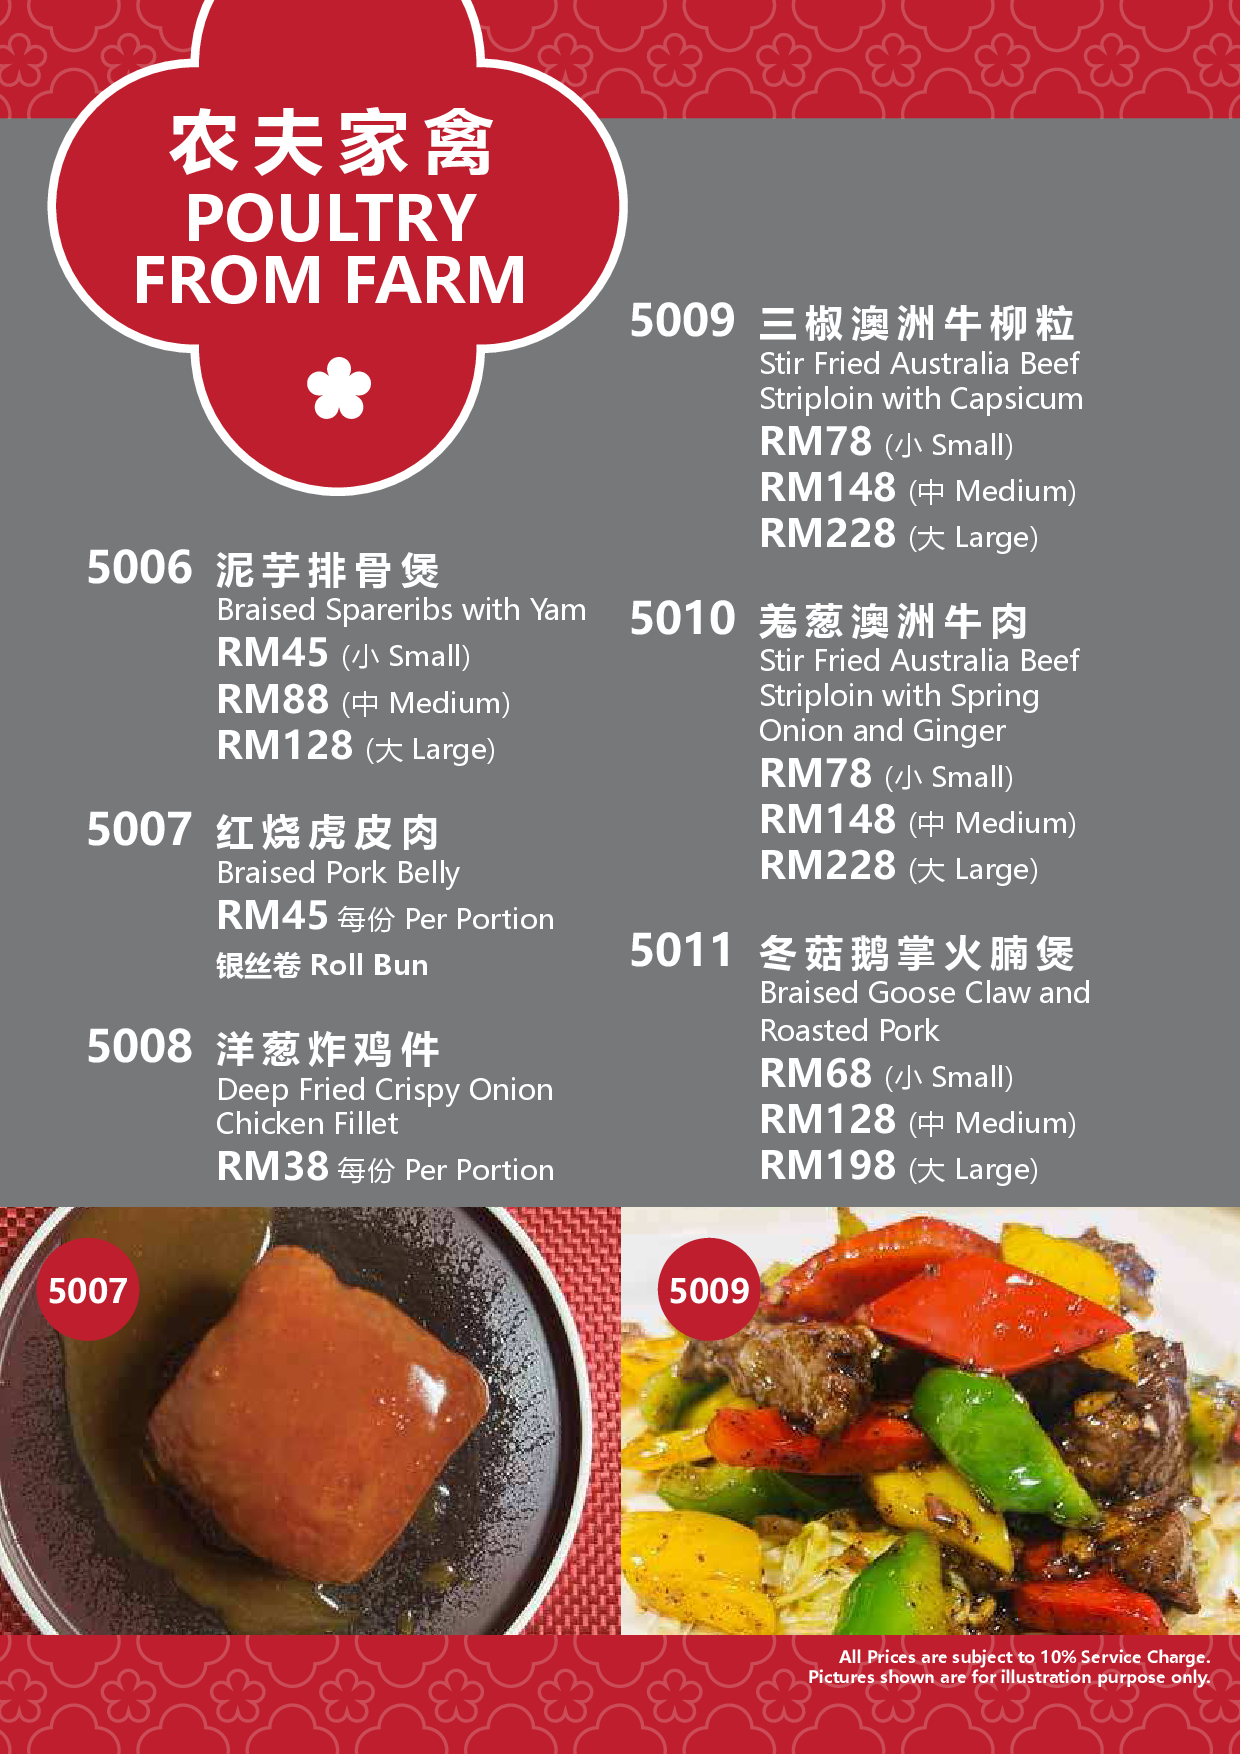 农夫家禽
POULTRY
FROM FARM
5006 泥芋排骨煲
Braised Spareribs with Yam
RM45 (小 Small)
RM88 (中 Medium)
RM128 (大 Large)
5007 红烧虎皮肉
Braised Pork Belly
RM45 每份 Per Portion
银丝卷 Roll Bun
5008 洋葱炸鸡件
Deep Fried Crispy Onion
Chicken Fillet
RM38 每份 Per Portion
5009 三椒澳洲牛柳粒
Stir Fried Australia Beef
Striploin with Capsicum
RM78 (小 Small)
RM148 (中 Medium)
RM228 (大 Large)
5010 羗葱澳洲牛肉
Stir Fried Australia Beef
Striploin with Spring
Onion and Ginger
RM78 (小 Small)
RM148 (中 Medium)
RM228 (大 Large)
5011 冬菇鹅掌火腩煲
Braised Goose Claw and
Roasted Pork
RM68 (小 Small)
RM128 (中 Medium)
RM198 (大 Large)
5007
5009
All Prices are subject to 10% Service Charge.
Pictures shown are for illustration purpose only.